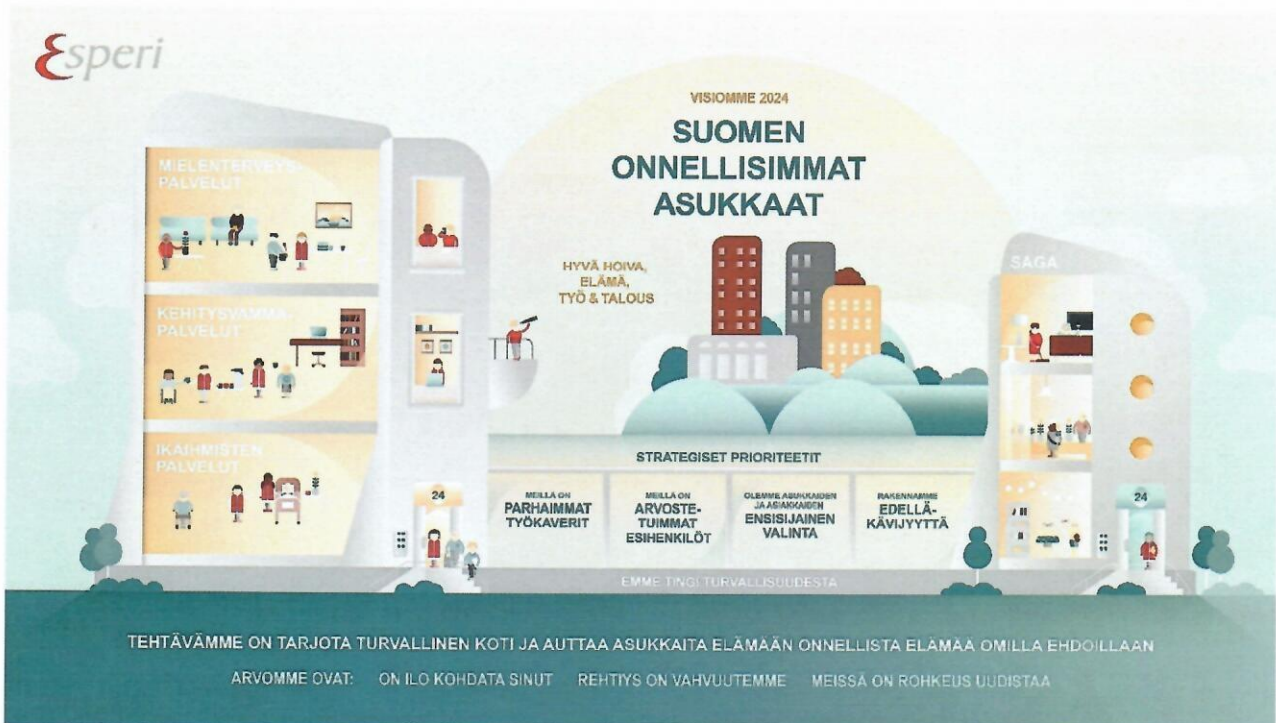 Esperi
VISIOMME 2024
SUOMEN
ONNELLISIMMAT
ASUKKAAT
HYVÄ HOIVA,
ELÄMÄ,
TYÖ & TALOUS
MIELENTERVEYS-
PALVELUT
KEHITYSVAMMA-
PALVELUT
IKÄIHMISTEN
PALVELUT
24
SAGA
24
STRATEGISET PRIORITEETIT
MEILLÄ ON
PARHAIMMAT
TYÖKAVERIT
MEILLÄ ON
ARVOSTE-
TUIMMAT
ESIHENKILÖT
OLEMME ASUKKAIDEN
JA ASIAKKAIDEN
ENSISIJAINEN
VALINTA
RAKENNAMME
EDELLÄ-
KÄVIJYYTTÄ
EMME TINGI TURVALLISUUDESTA
TEHTÄVÄMME ON TARJOTA TURVALLINEN KOTI JA AUTTAA ASUKKAITA ELÄMÄÄN ONNELLISTA ELÄMÄÄ OMILLA EHDOILLAAN
ARVOMME OVAT: ON ILO KOHDATA SINUT REHTIYS ON VAHVUUTEMME MEISSÄ ON ROHKEUS UUDISTAA